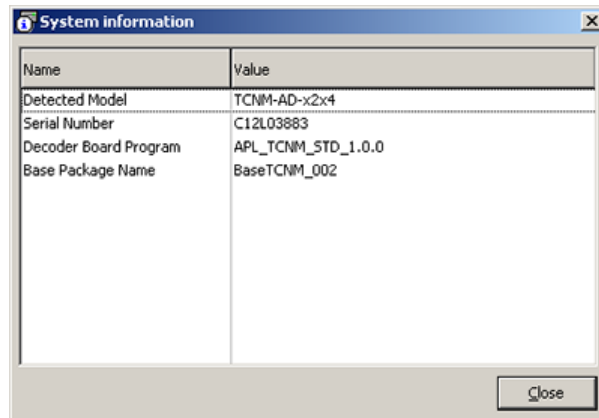 System information
Name Value
Detected Model TCNM-AD-x2x4
Serial Number C12L03883
Decoder Board Program APL_TCNM_STD_1.0.0
Base Package Name BaseTCNM_002
Close